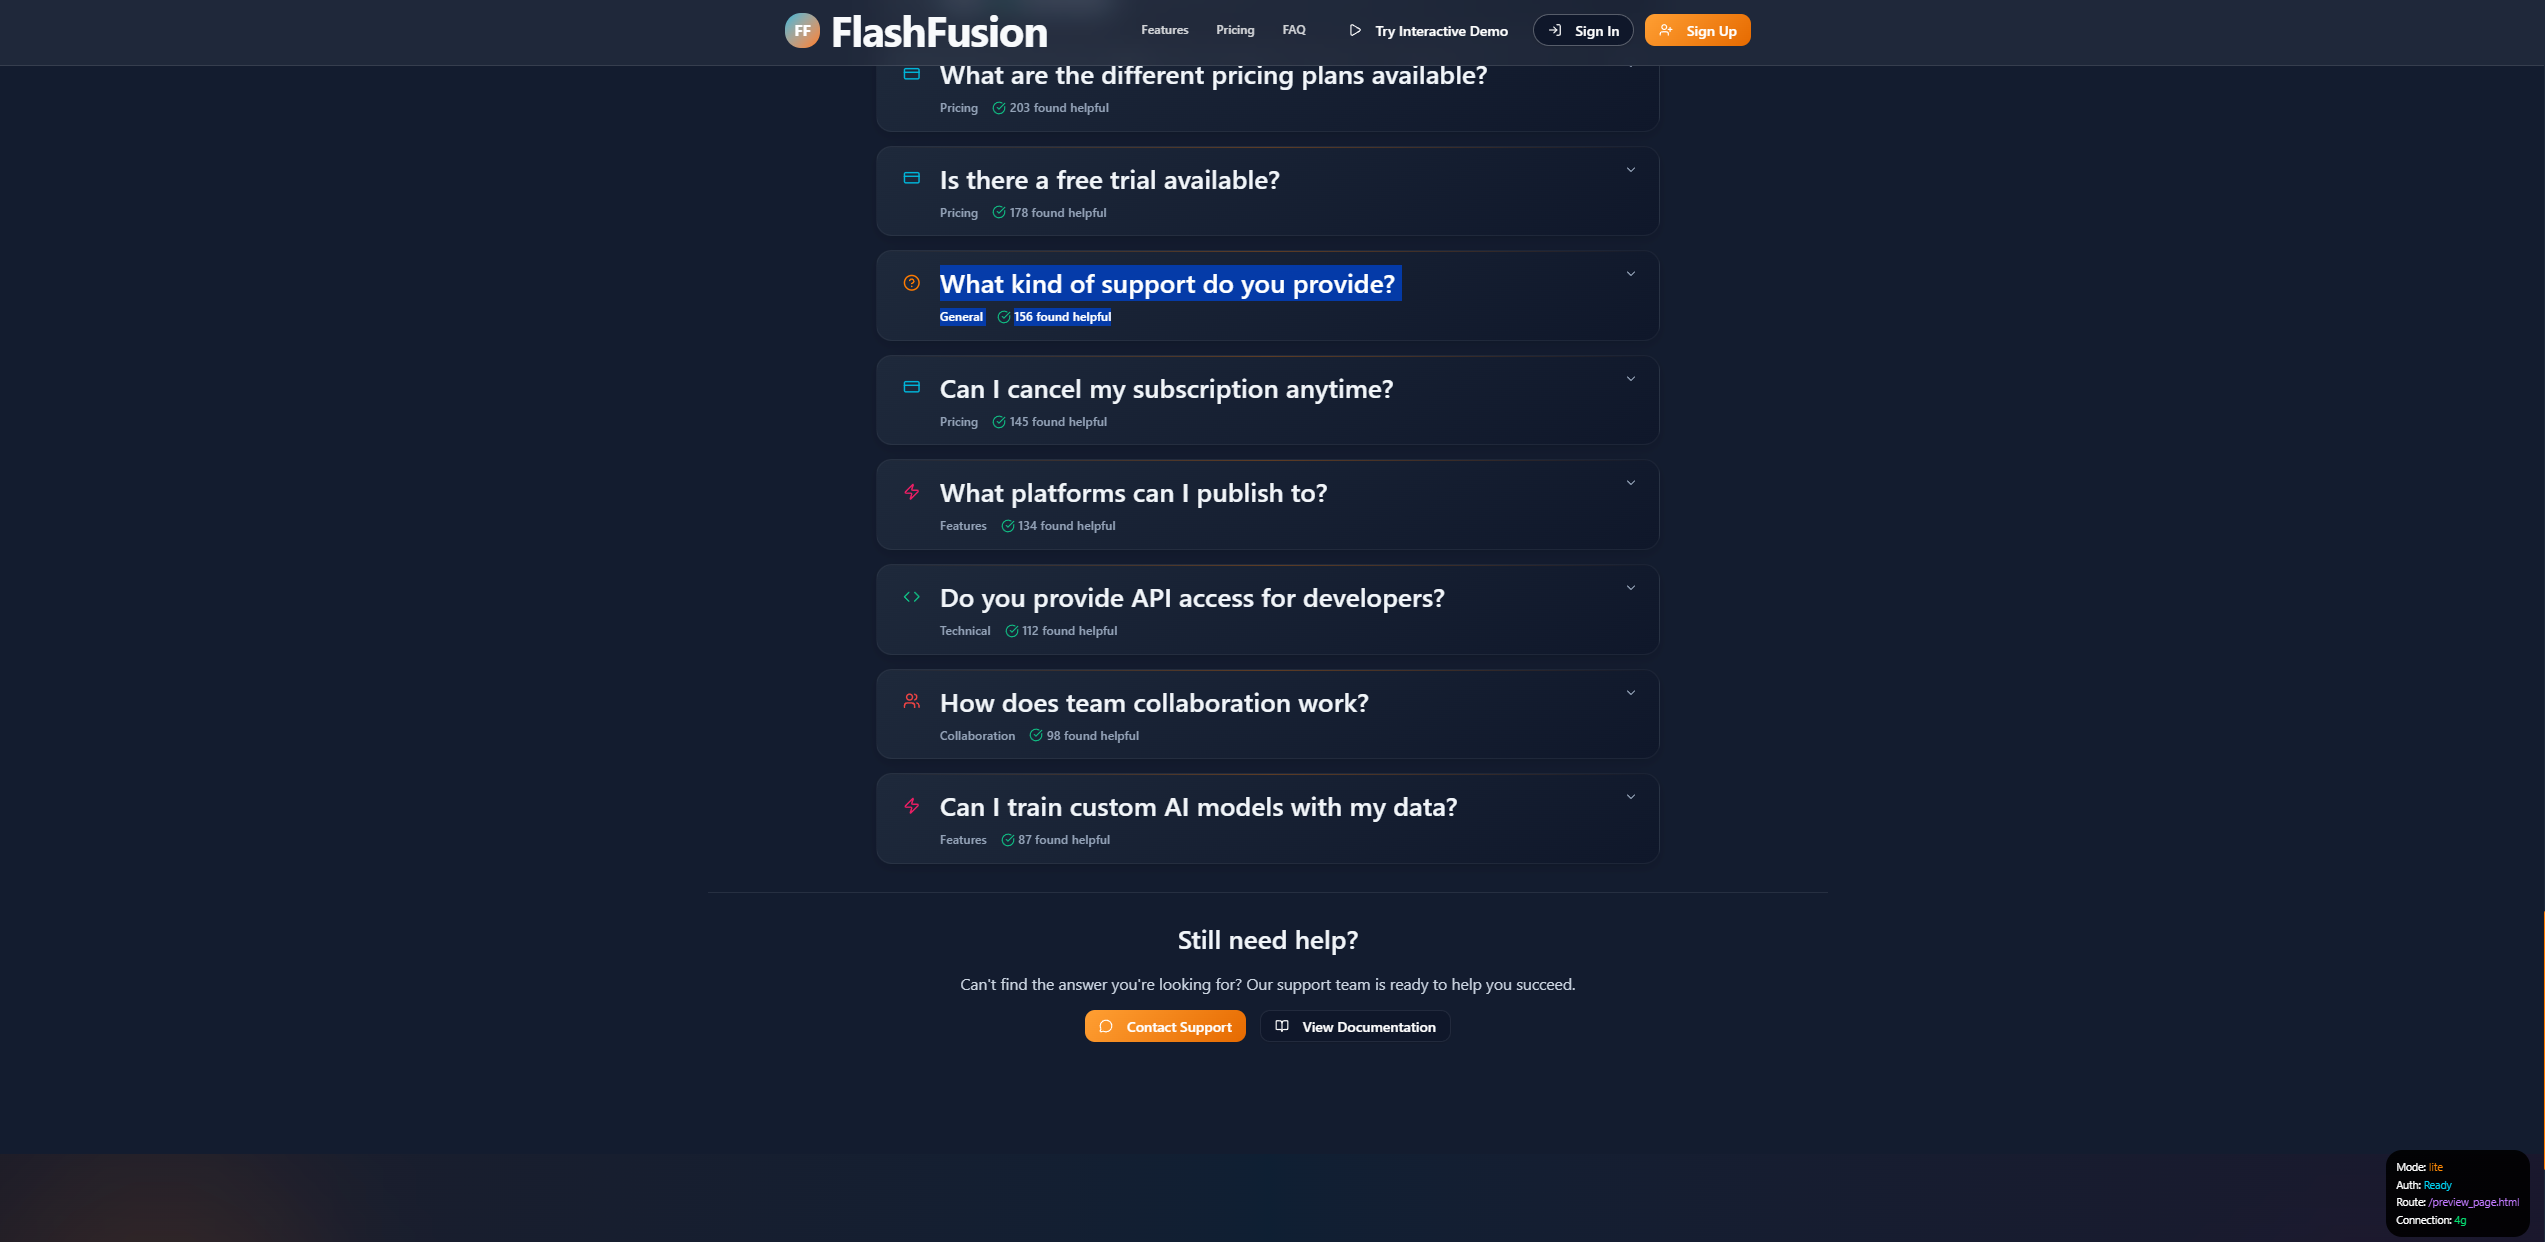 FF FlashFusion Features Pricing FAQ Try Interactive Demo Sign In Sign Up
What are the different pricing plans available?
Pricing 203 found helpful
Is there a free trial available?
Pricing 178 found helpful
What kind of support do you provide?
General 156 found helpful
Can I cancel my subscription anytime?
Pricing 145 found helpful
What platforms can I publish to?
Features 134 found helpful
Do you provide API access for developers?
Technical 112 found helpful
How does team collaboration work?
Collaboration 98 found helpful
Can I train custom AI models with my data?
Features 87 found helpful
Still need help?
Can't find the answer you're looking for? Our support team is ready to help you succeed.
Contact Support View Documentation
Mode: lite
Auth: Ready
Route: /preview_page.html
Connection: 4g